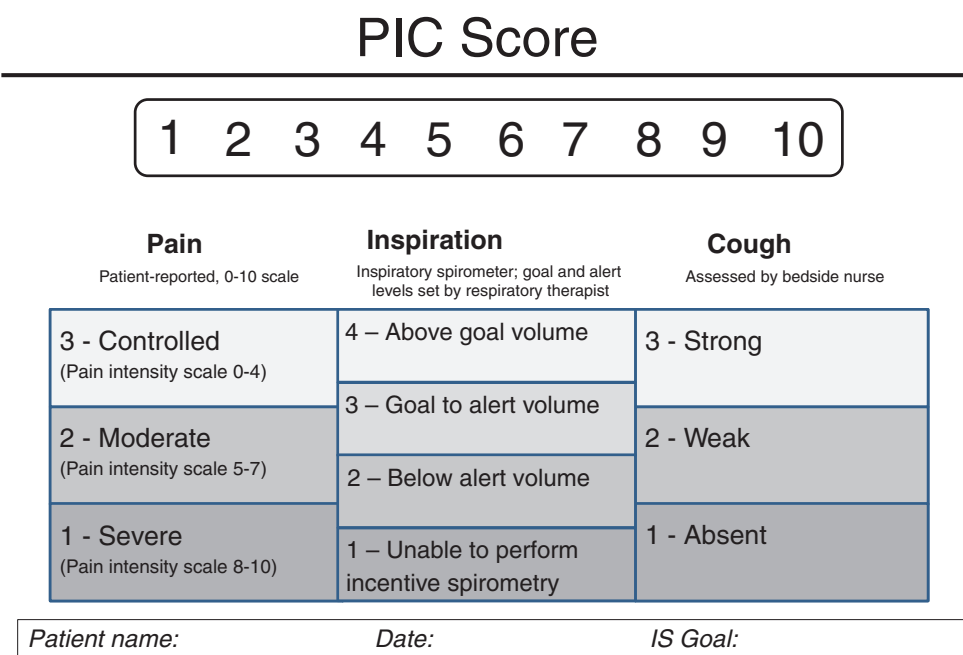 PIC Score
1 2 3 4 5 6 7 8 9 10
Pain
Patient-reported, 0-10 scale
Inspiration
Inspiratory spirometer; goal and alert
levels set by respiratory therapist
Cough
Assessed by bedside nurse
3 - Controlled
(Pain intensity scale 0-4)
2 - Moderate
(Pain intensity scale 5-7)
1 - Severe
(Pain intensity scale 8-10)
4 – Above goal volume
3 – Goal to alert volume
2 – Below alert volume
1 – Unable to perform
incentive spirometry
3 - Strong
2 - Weak
1 - Absent
Patient name: Date: IS Goal: